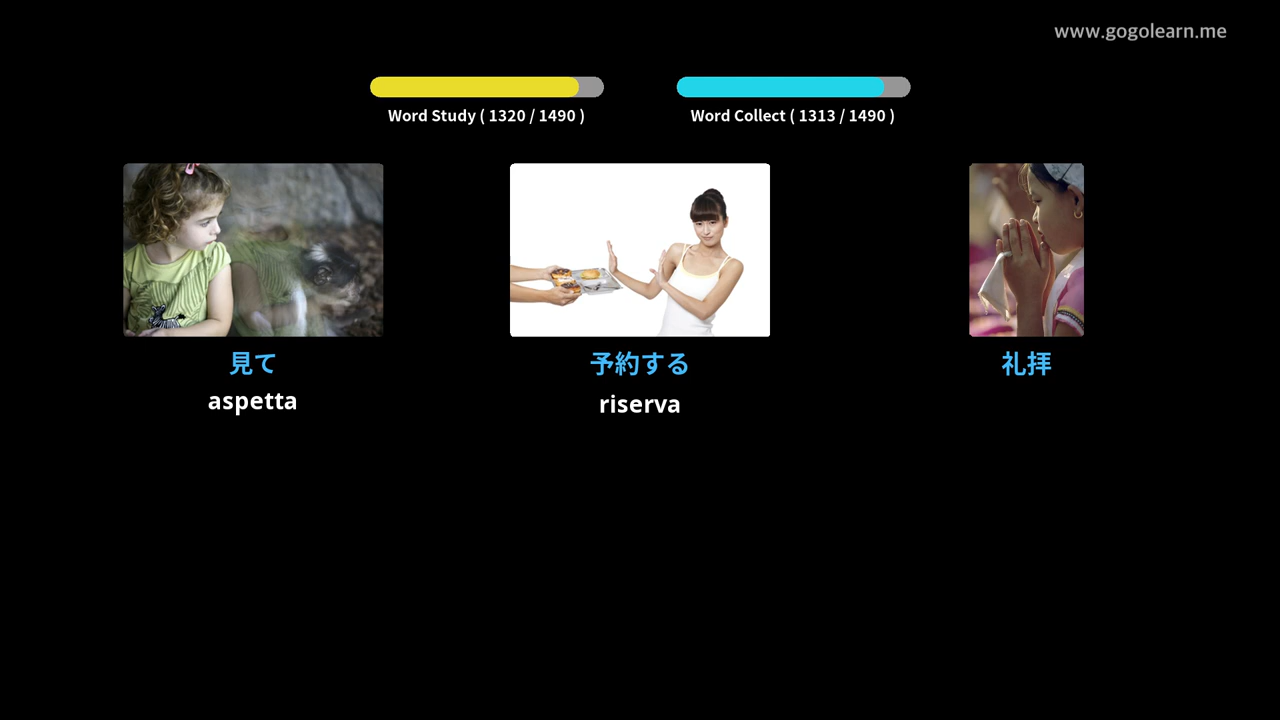 www.gogolearn.me
Word Study ( 1320 / 1490 )
Word Collect ( 1313 / 1490 )
見て
予約する
礼拝
aspetta
riserva